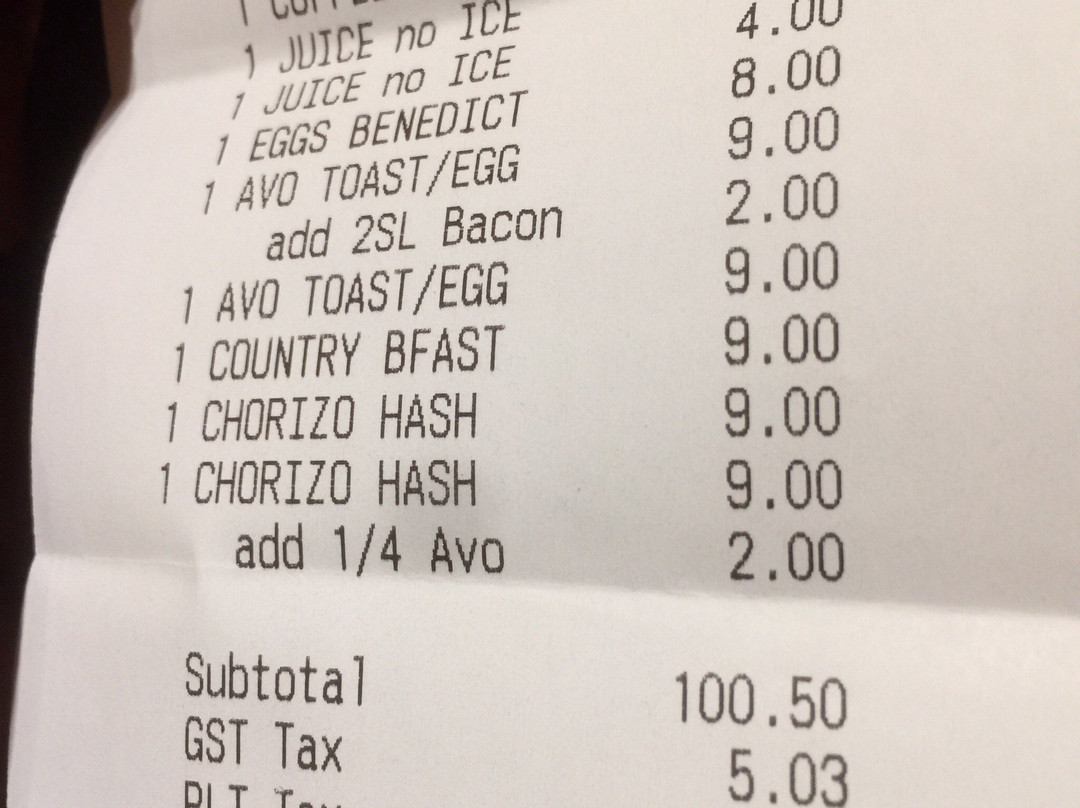 1 JUICE no ICE
1 JUICE no ICE 4.00
1 EGGS BENEDICT 8.00
1 AVO TOAST/EGG 9.00
add 2SL Bacon 2.00
1 AVO TOAST/EGG 9.00
1 COUNTRY BFAST 9.00
1 CHORIZO HASH 9.00
1 CHORIZO HASH 9.00
add 1/4 Avo 2.00
Subtotal 100.50
GST Tax 5.03